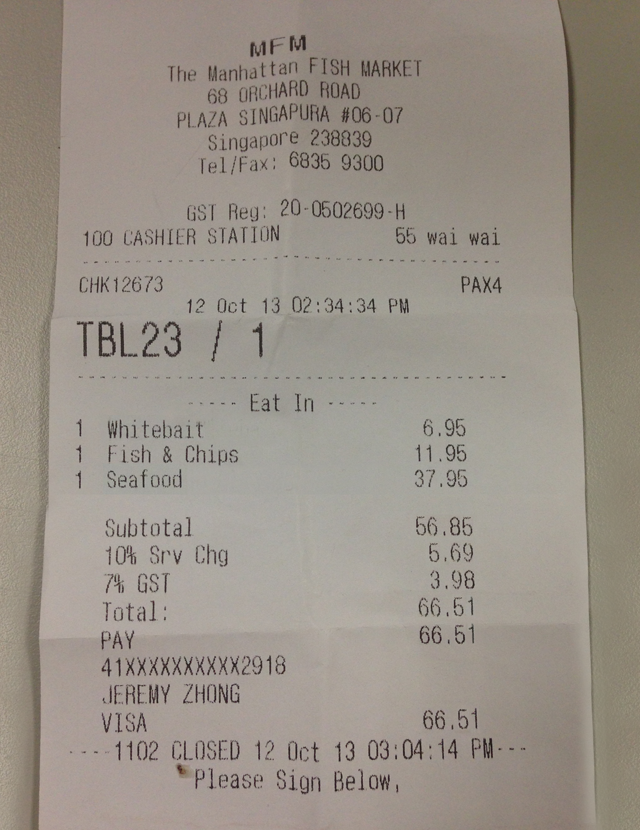 MFM
The Manhattan FISH MARKET
68 ORCHARD ROAD
PLAZA SINGAPURA #06-07
Singapore 238839
Tel/Fax: 6835 9300
GST Reg: 20-0502699-H
100 CASHIER STATION 55 wai wai
CHK12673 PAX4
12 Oct 13 02:34:34 PM
TBL23 / 1
----- Eat In -----
1 Whitebait 6.95
1 Fish & Chips 11.95
1 Seafood 37.95
Subtotal 56.85
10% Srv Chg 5.69
7% GST 3.98
Total: 66.51
PAY 66.51
41XXXXXXXXXX2918
JEREMY ZHONG
VISA 66.51
----1102 CLOSED 12 Oct 13 03:04:14 PM---
Please Sign Below,